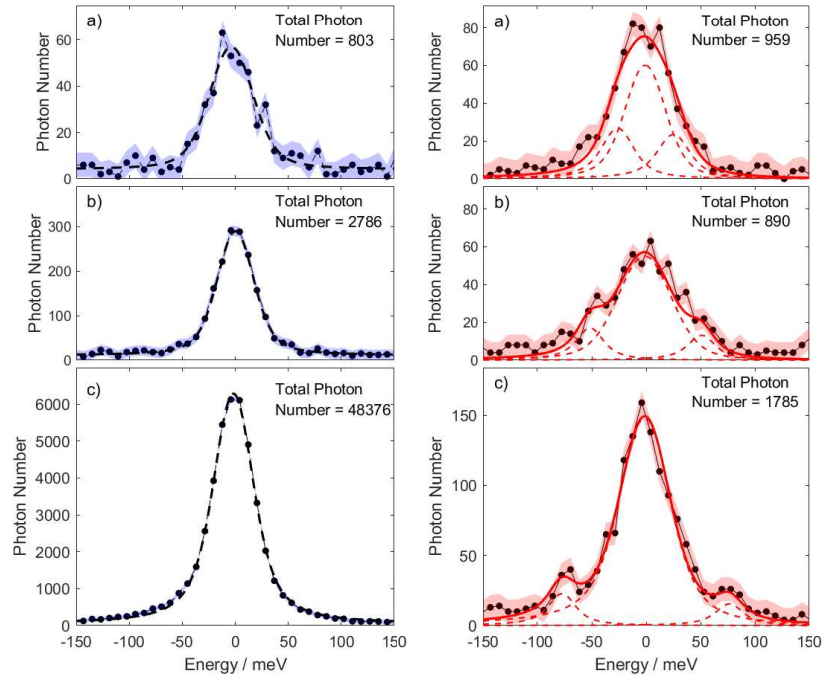 a)
Total Photon
Number = 803
60
40
20
0
Photon Number
b)
Total Photon
Number = 2786
300
200
100
0
Photon Number
c)
Total Photon
Number = 48376
6000
5000
4000
3000
2000
1000
0
Photon Number
-150 -100 -50 0 50 100 150
Energy / meV
a)
Total Photon
Number = 959
80
60
40
20
0
Photon Number
b)
Total Photon
Number = 890
80
60
40
20
0
Photon Number
c)
Total Photon
Number = 1785
150
100
50
0
Photon Number
-150 -100 -50 0 50 100 150
Energy / meV